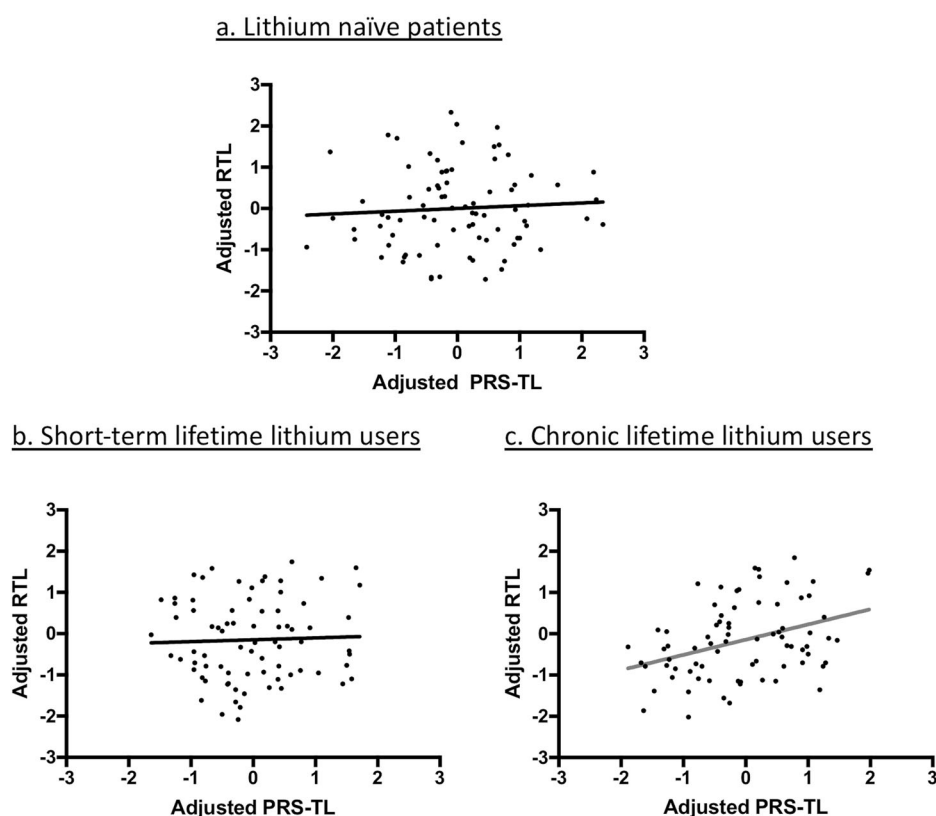 a. Lithium naïve patients
3
2
1
0
-1
-2
-3
Adjusted RTL
-3 -2 -1 0 1 2 3
Adjusted PRS-TL
b. Short-term lifetime lithium users
3
2
1
0
-1
-2
-3
Adjusted RTL
-3 -2 -1 0 1 2 3
Adjusted PRS-TL
c. Chronic lifetime lithium users
3
2
1
0
-1
-2
-3
Adjusted RTL
-3 -2 -1 0 1 2 3
Adjusted PRS-TL